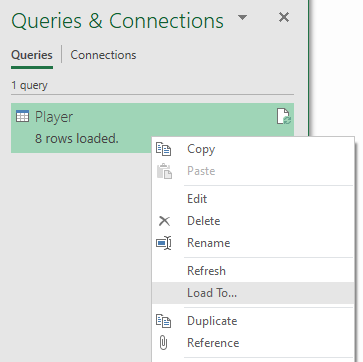 Queries & Connections
Queries Connections
1 query
Player
8 rows loaded.
Copy
Paste
Edit
Delete
Rename
Refresh
Load To...
Duplicate
Reference